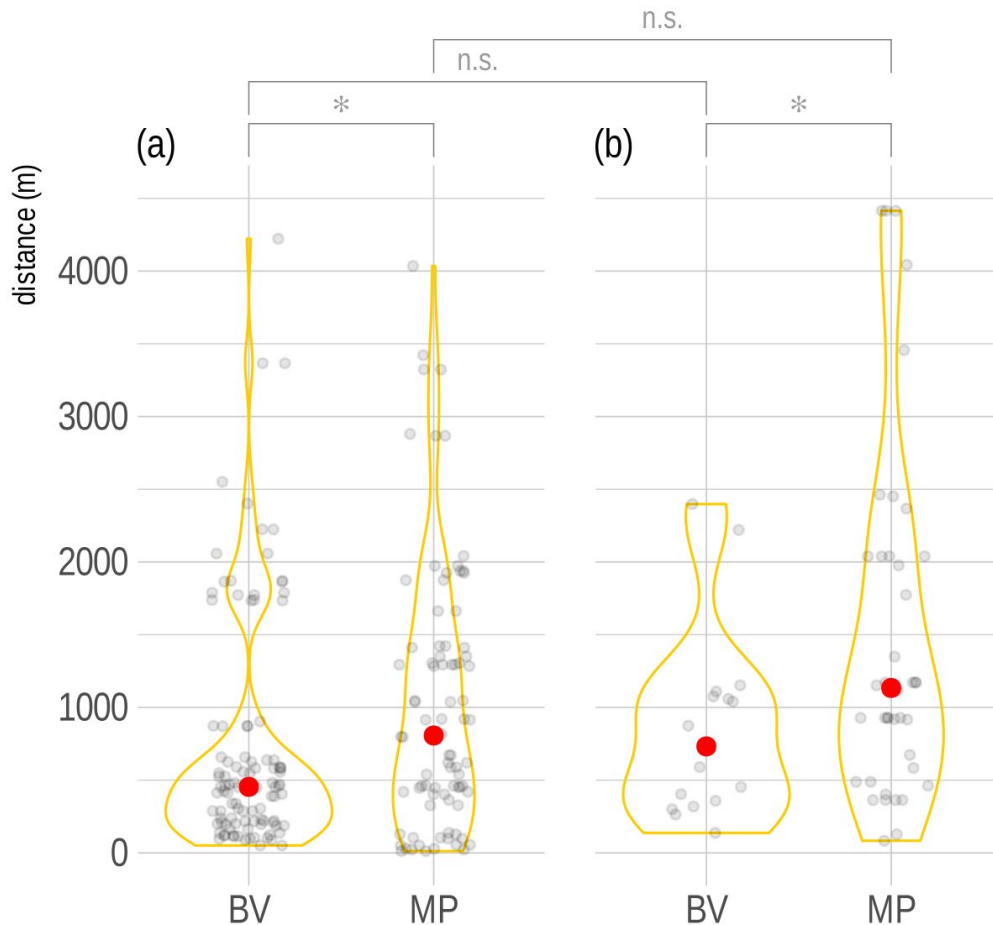 n.s.
n.s.
* *
(a) (b)
distance (m)
4000
3000
2000
1000
0
BV MP BV MP